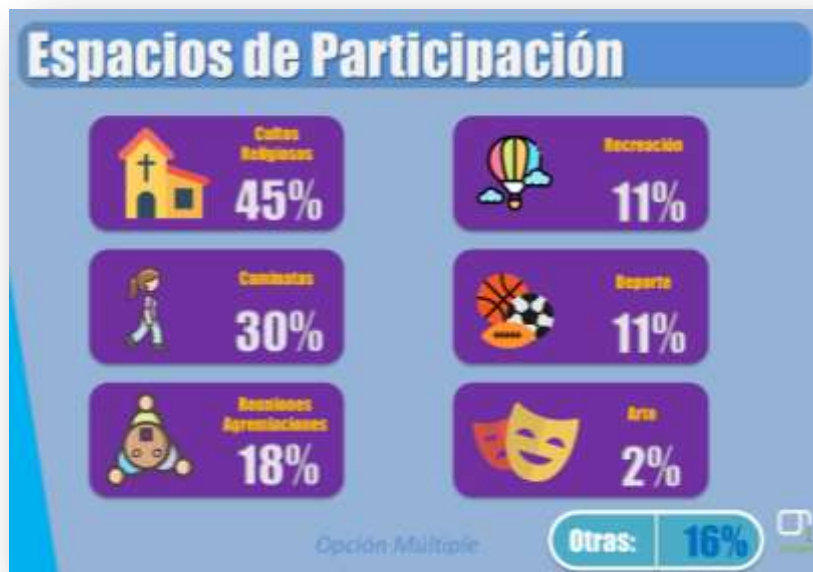 Espacios de Participación
Cultos
Religiosos
45%
Recreación
11%
Caminatas
30%
Deporte
11%
Reuniones
Agremiaciones
18%
Arte
2%
Opción Múltiple
Otras:
16%